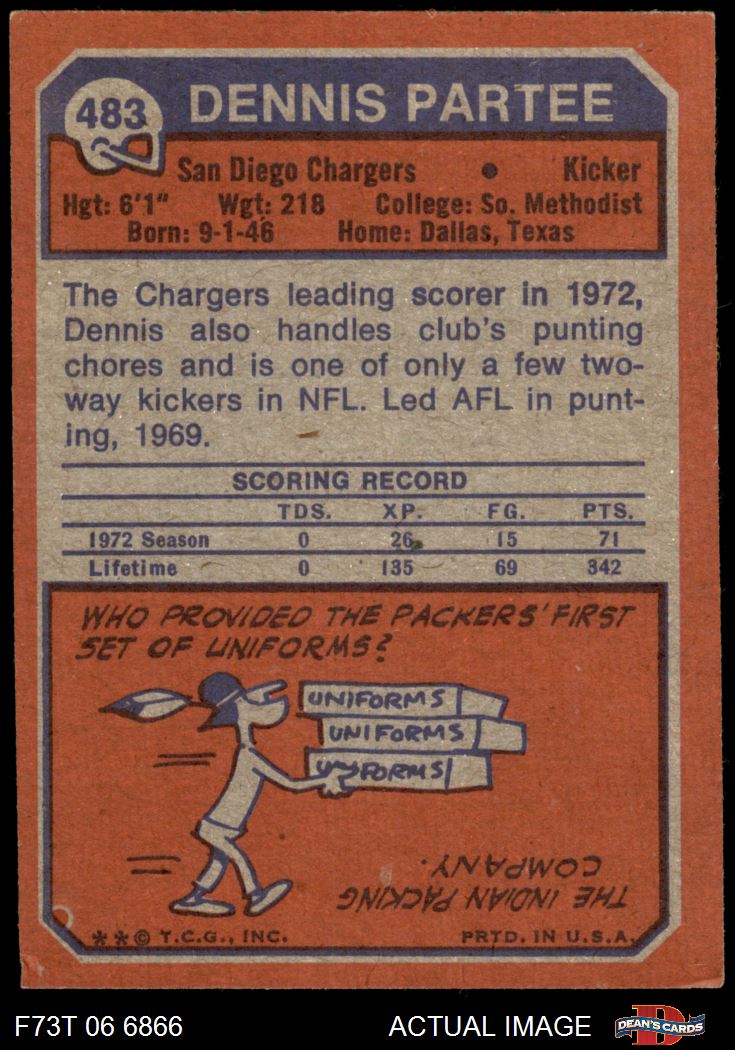 483
DENNIS PARTEE
San Diego Chargers • Kicker
Hgt: 6'1" Wgt: 218 College: So. Methodist
Born: 9-1-46 Home: Dallas, Texas
The Chargers leading scorer in 1972,
Dennis also handles club's punting
chores and is one of only a few two-
way kickers in NFL. Led AFL in punt-
ing, 1969.
SCORING RECORD
TDS. XP. FG. PTS.
1972 Season 0 26 15 71
Lifetime 0 135 69 342
WHO PROVIDED THE PACKERS' FIRST
SET OF UNIFORMS?
UNIFORMS
UNIFORMS
UNIFORMS
THE INDIAN PACKING
COMPANY.
**© T.C.G., INC. PRTD. IN U.S.A.
F73T 06 6866 ACTUAL IMAGE
D
DEAN'S CARDS